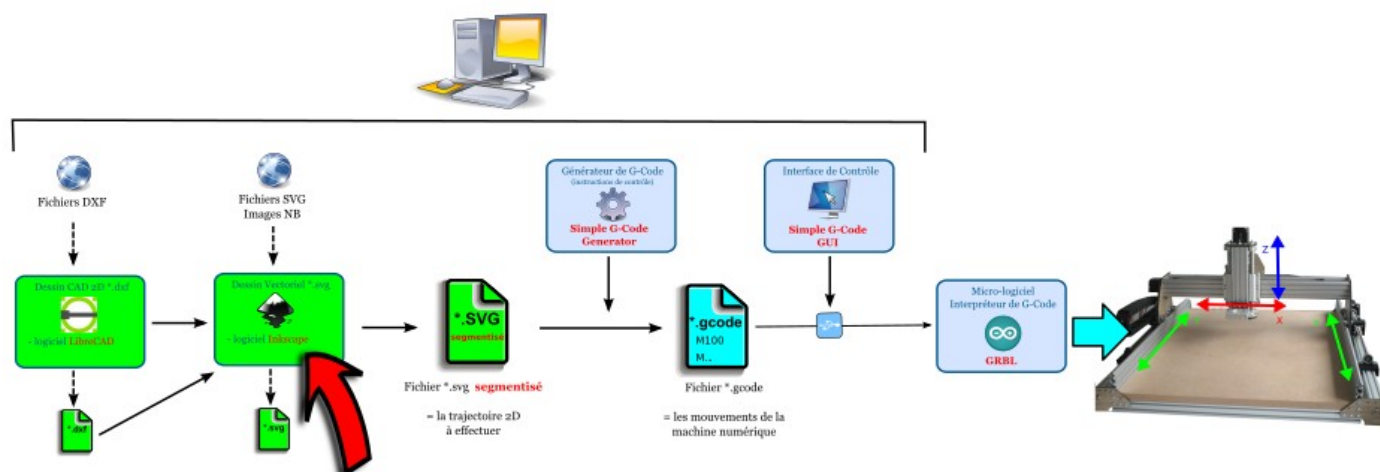 Fichiers DXF
Fichiers SVG
Images NB
Générateur de G-Code
(instructions de contrôle)
Simple G-Code
Generator
Interface de Contrôle
Simple G-Code
GUI
Dessin CAD 2D *.dxf
- logiciel LibreCAD
Dessin Vectoriel *.svg
- logiciel Inkscape
*.SVG
segmentisé
Fichier *.svg segmentisé
= la trajectoire 2D
à effectuer
*.gcode
M100
M..
Fichier *.gcode
= les mouvements de la
machine numérique
Micro-logiciel
Interpréteur de G-Code
GRBL
Z
X
*.dxf
*.svg